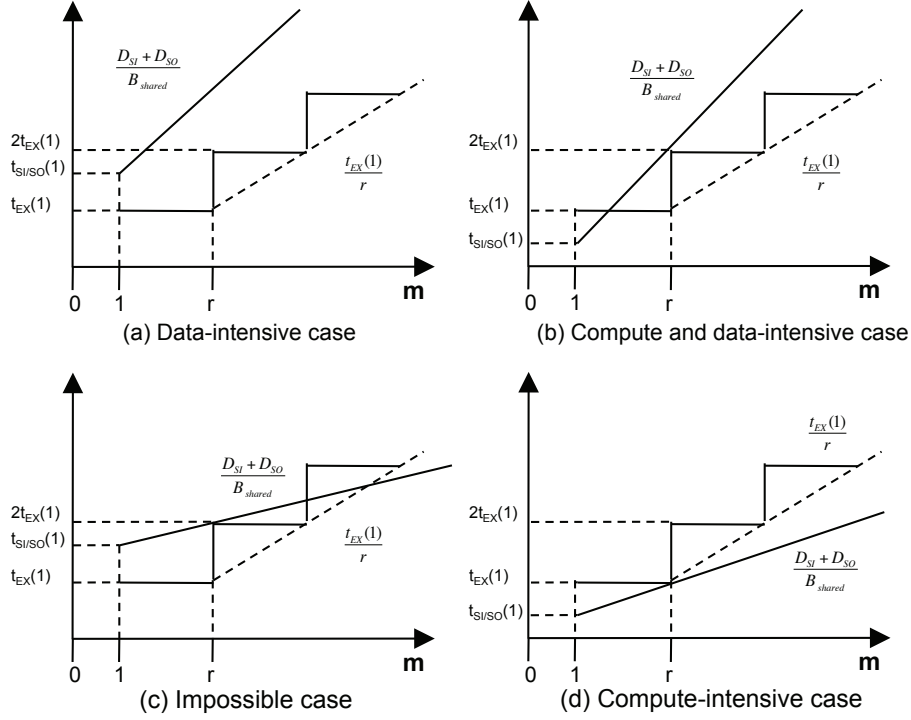 D_SI + D_SO
B_shared
2t_EX(1)
t_SI/SO(1)
t_EX(1)
t_EX(1)
r
0 1 r m
(a) Data-intensive case
D_SI + D_SO
B_shared
2t_EX(1)
t_EX(1)
t_SI/SO(1)
t_EX(1)
r
0 1 r m
(b) Compute and data-intensive case
D_SI + D_SO
B_shared
2t_EX(1)
t_SI/SO(1)
t_EX(1)
t_EX(1)
r
0 1 r m
(c) Impossible case
t_EX(1)
r
2t_EX(1)
t_EX(1)
t_SI/SO(1)
D_SI + D_SO
B_shared
0 1 r m
(d) Compute-intensive case